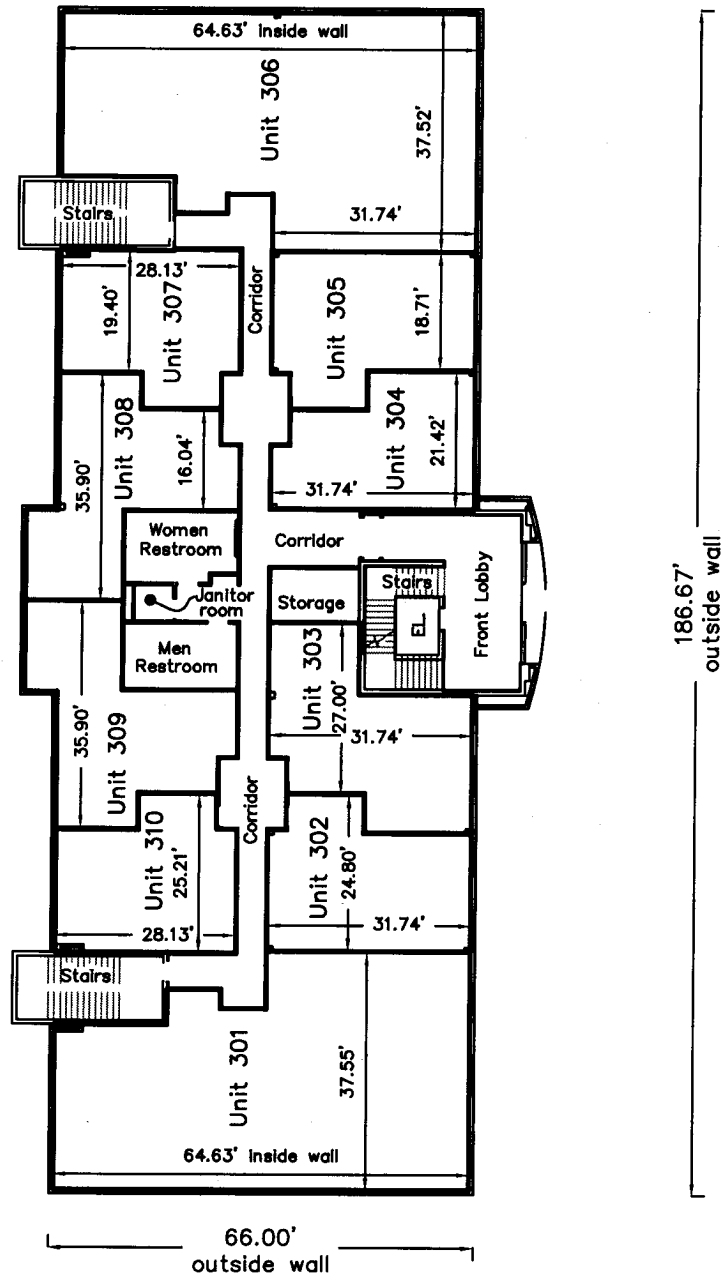 64.63' inside wall
Unit 306
37.52'
31.74'
Stairs
28.13'
19.40'
Unit 307
Corridor
Unit 305
18.71'
Unit 308
35.90'
16.04'
Unit 304
21.42'
31.74'
Women
Restroom
Corridor
Janitor
room
Storage
Stairs
EL.
Front Lobby
Men
Restroom
Unit 303
27.00'
31.74'
35.90'
Unit 309
Corridor
Unit 310
25.21'
28.13'
Unit 302
24.80'
31.74'
Stairs
Unit 301
37.55'
64.63' inside wall
186.67'
outside wall
66.00'
outside wall